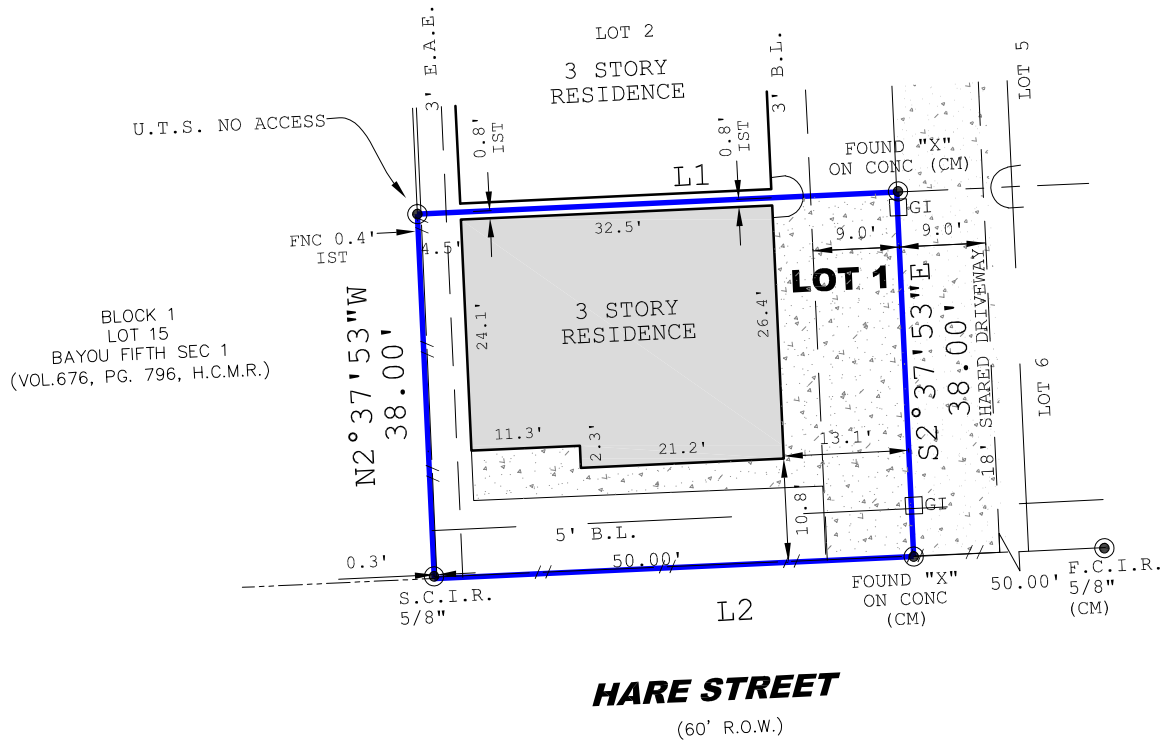 LOT 2
3 STORY
RESIDENCE
3' E.A.E.
3' B.L.
LOT 5
U.T.S. NO ACCESS
0.8'
IST
0.8'
IST
FOUND "X"
ON CONC (CM)
L1
GI
FNC 0.4'
IST
4.5'
32.5'
9.0'
9.0'
LOT 1
BLOCK 1
LOT 15
BAYOU FIFTH SEC 1
(VOL.676, PG. 796, H.C.M.R.)
N2°37'53"W
38.00'
24.1'
3 STORY
RESIDENCE
26.4'
S2°37'53"E
38.00'
18' SHARED DRIVEWAY
LOT 6
11.3'
2.3'
21.2'
13.1'
10.8'
GI
5' B.L.
0.3'
50.00'
S.C.I.R.
5/8"
L2
FOUND "X"
ON CONC
(CM)
50.00'
F.C.I.R.
5/8"
(CM)
HARE STREET
(60' R.O.W.)